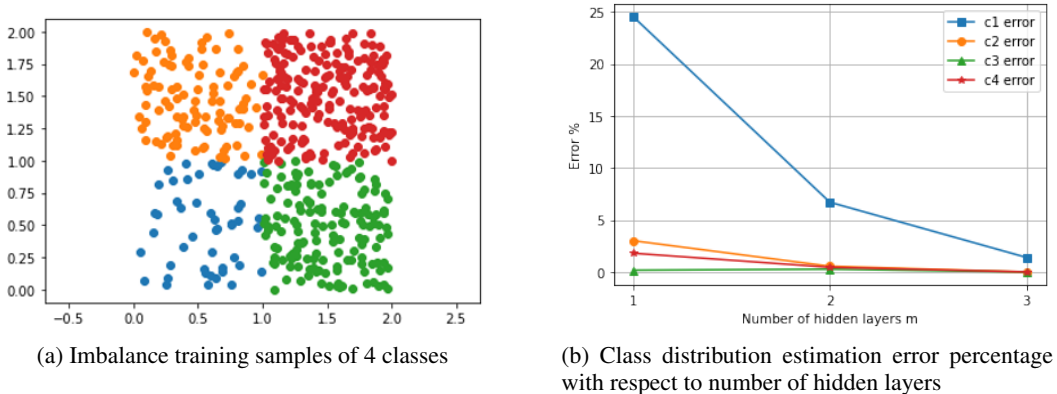 2.00
1.75
1.50
1.25
1.00
0.75
0.50
0.25
0.00
−0.5 0.0 0.5 1.0 1.5 2.0 2.5
(a) Imbalance training samples of 4 classes
25
20
15
10
5
0
Error %
c1 error
c2 error
c3 error
c4 error
1 2 3
Number of hidden layers m
(b) Class distribution estimation error percentage
with respect to number of hidden layers